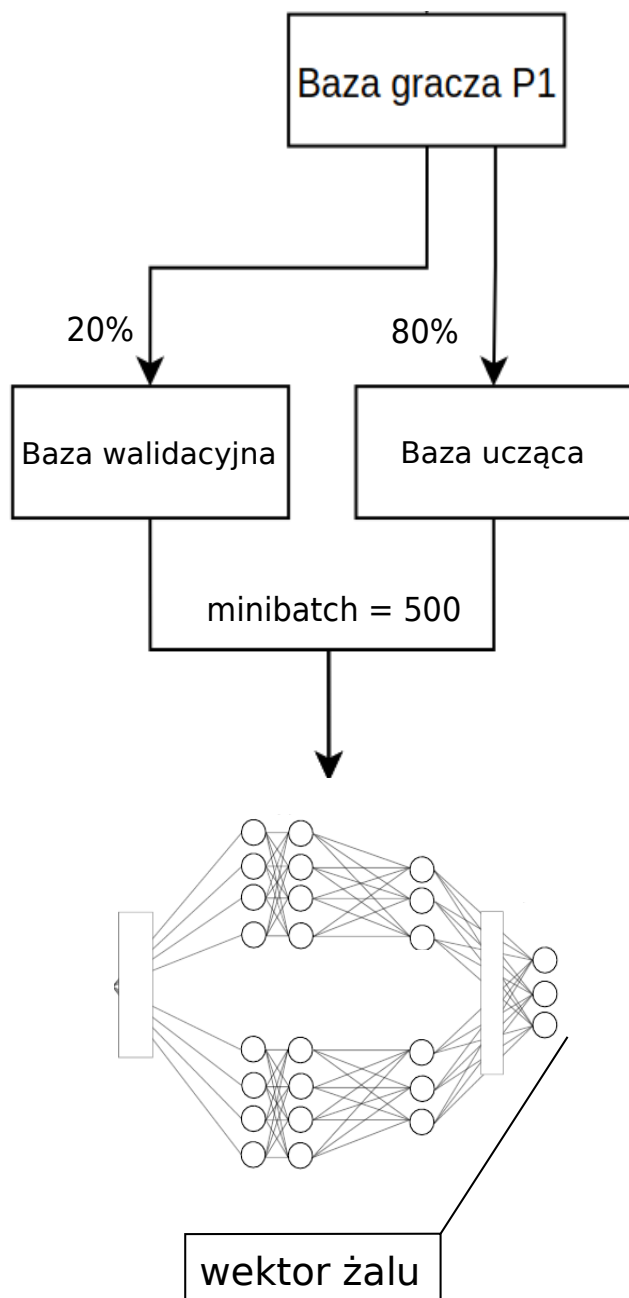 Baza gracza P1
20%
80%
Baza walidacyjna
Baza ucząca
minibatch = 500
wektor żalu